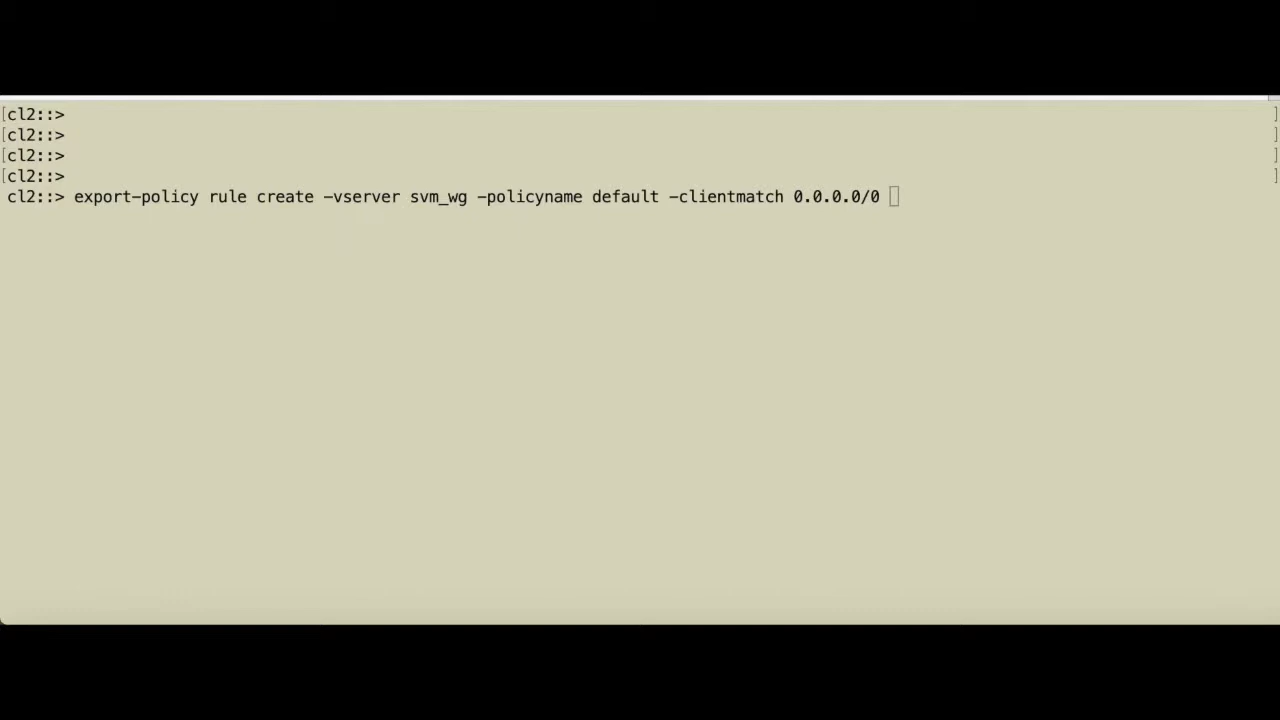 [cl2::> ]
[cl2::> ]
[cl2::> ]
[cl2::> ]
cl2::> export-policy rule create -vserver svm_wg -policyname default -clientmatch 0.0.0.0/0